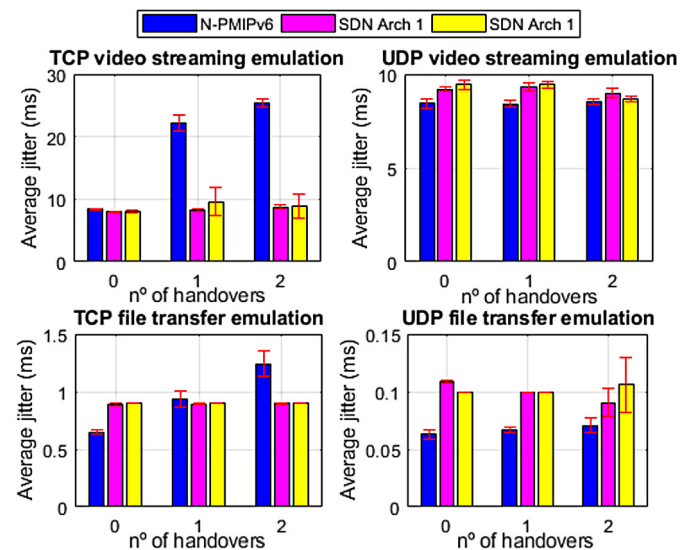 N-PMIPv6 SDN Arch 1 SDN Arch 1
TCP video streaming emulation
Average jitter (ms)
30
20
10
0
0 1 2
nº of handovers
UDP video streaming emulation
Average jitter (ms)
10
5
0
0 1 2
nº of handovers
TCP file transfer emulation
Average jitter (ms)
1.5
1
0.5
0
0 1 2
nº of handovers
UDP file transfer emulation
Average jitter (ms)
0.15
0.1
0.05
0
0 1 2
nº of handovers